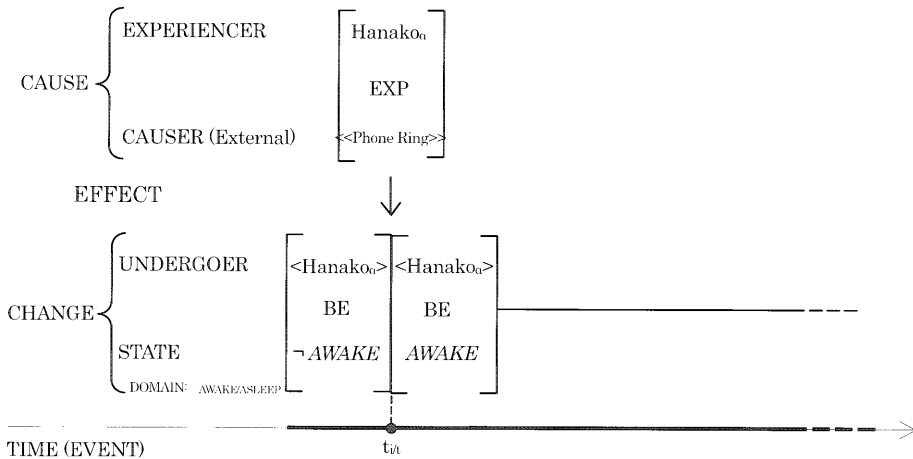 EXPERIENCER Hanakoα
CAUSE EXP
CAUSER (External) <<Phone Ring>>
EFFECT
UNDERGOER <Hanakoα> <Hanakoα>
CHANGE BE BE
STATE ¬ AWAKE AWAKE
DOMAIN: AWAKE/ASLEEP
TIME (EVENT) ti/t